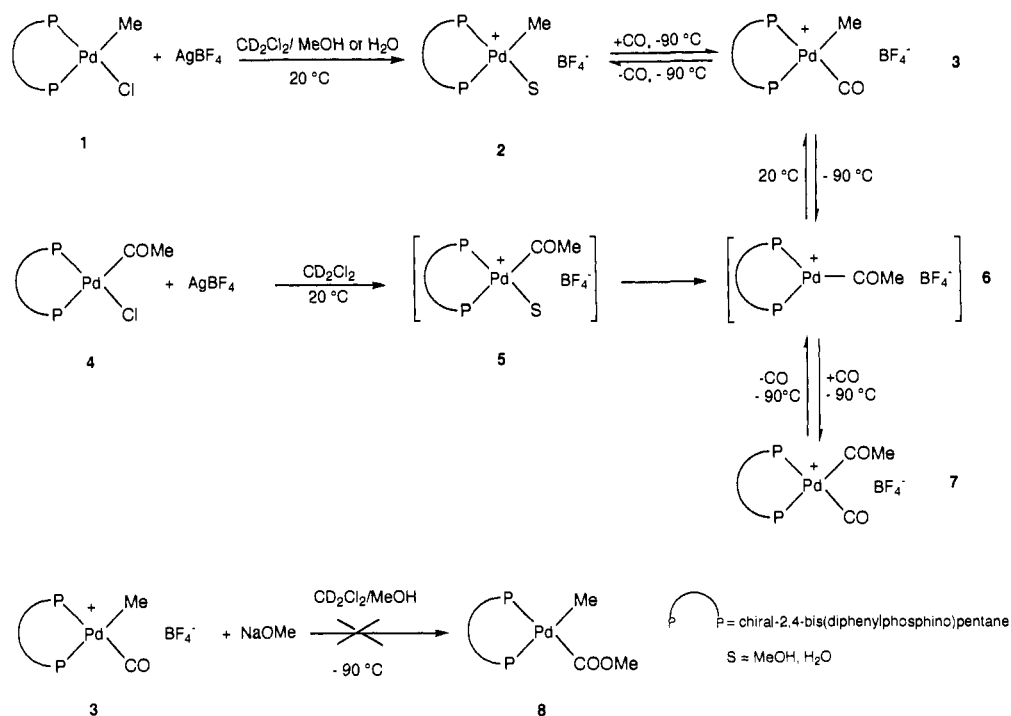 P Me
Pd + AgBF4 CD2Cl2/ MeOH or H2O 20 °C
P Cl
1
P + Me
Pd BF4-
P S
2
+CO, -90 °C
-CO, - 90 °C
P + Me
Pd BF4- 3
P CO
20 °C - 90 °C
P COMe
Pd + AgBF4 CD2Cl2 20 °C
P Cl
4
P + COMe
Pd BF4-
P S
5
P +
Pd COMe BF4- 6
P
-CO +CO
- 90°C - 90 °C
P + COMe
Pd BF4- 7
P CO
P + Me
Pd BF4- + NaOMe CD2Cl2/MeOH - 90 °C
P CO
3
P Me
Pd
P COOMe
8
P P = chiral-2,4-bis(diphenylphosphino)pentane
S = MeOH, H2O